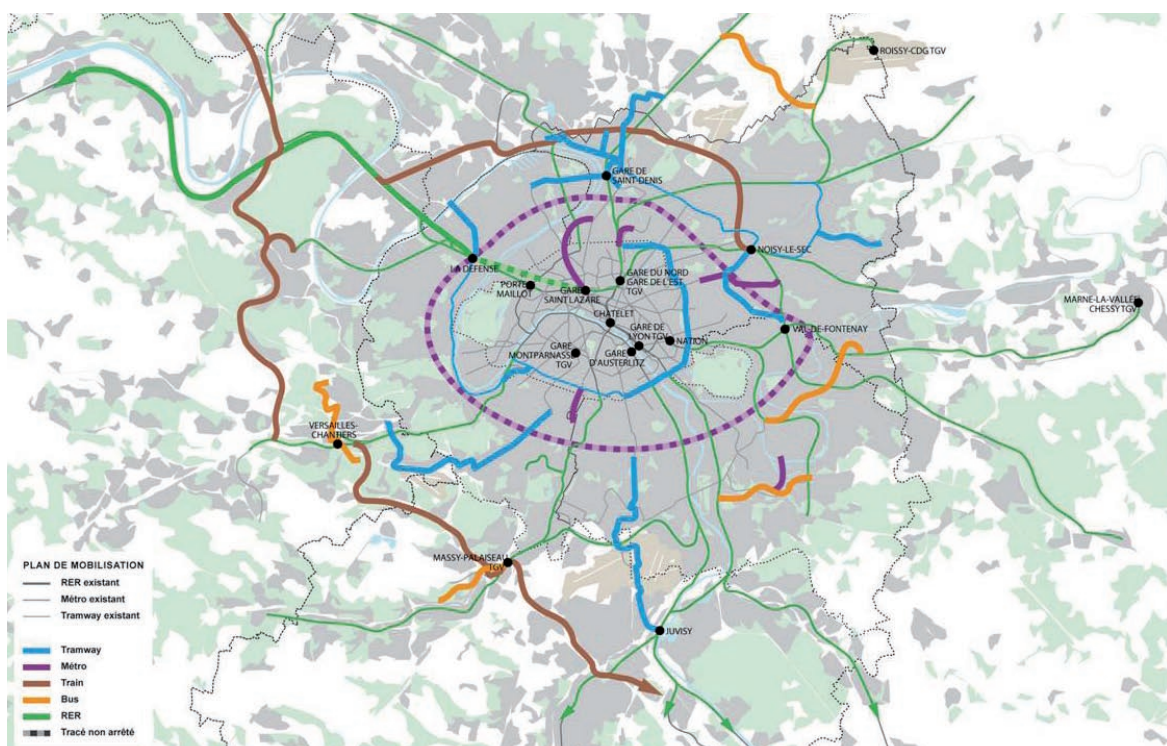 ROISSY-CDG TGV
GARE DE
SAINT-DENIS
NOISY-LE-SEC
LA DÉFENSE
PORTE
MAILLOT
GARE
SAINT LAZARE
GARE DU NORD
GARE DE L'EST
TGV
MARNE-LA-VALLÉE
CHESSY TGV
CHATELET
VAL-DE-FONTENAY
GARE DE
LYON TGV
NATION
GARE
MONTPARNASSE
TGV
GARE
D'AUSTERLITZ
VERSAILLES-
CHANTIERS
MASSY-PALAISEAU
TGV
JUVISY
PLAN DE MOBILISATION
RER existant
Métro existant
Tramway existant
Tramway
Métro
Train
Bus
RER
Tracé non arrêté